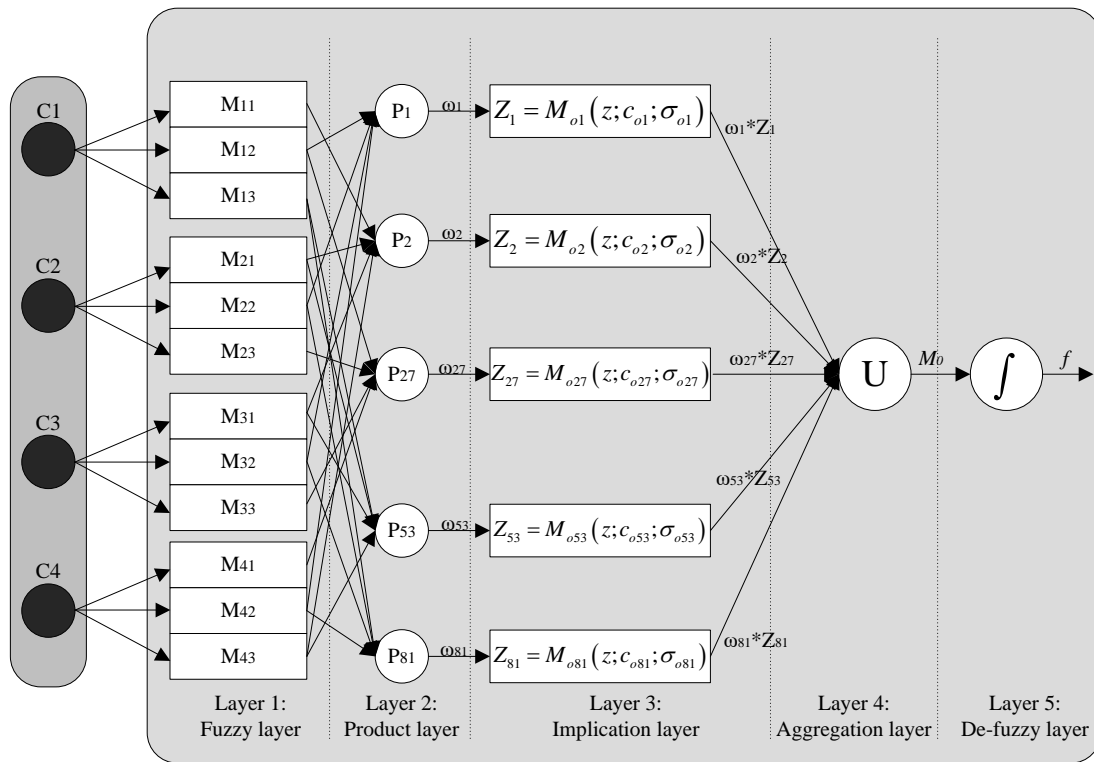 C1
C2
C3
C4
M11
M12
M13
M21
M22
M23
M31
M32
M33
M41
M42
M43
P1
P2
P27
P53
P81
ω1
ω2
ω27
ω53
ω81
Z1 = Mo1(z;co1;σo1)
Z2 = Mo2(z;co2;σo2)
Z27 = Mo27(z;co27;σo27)
Z53 = Mo53(z;co53;σo53)
Z81 = Mo81(z;co81;σo81)
ω1*Z1
ω2*Z2
ω27*Z27
ω53*Z53
ω81*Z81
U
M0
∫
f
Layer 1:
Fuzzy layer
Layer 2:
Product layer
Layer 3:
Implication layer
Layer 4:
Aggregation layer
Layer 5:
De-fuzzy layer